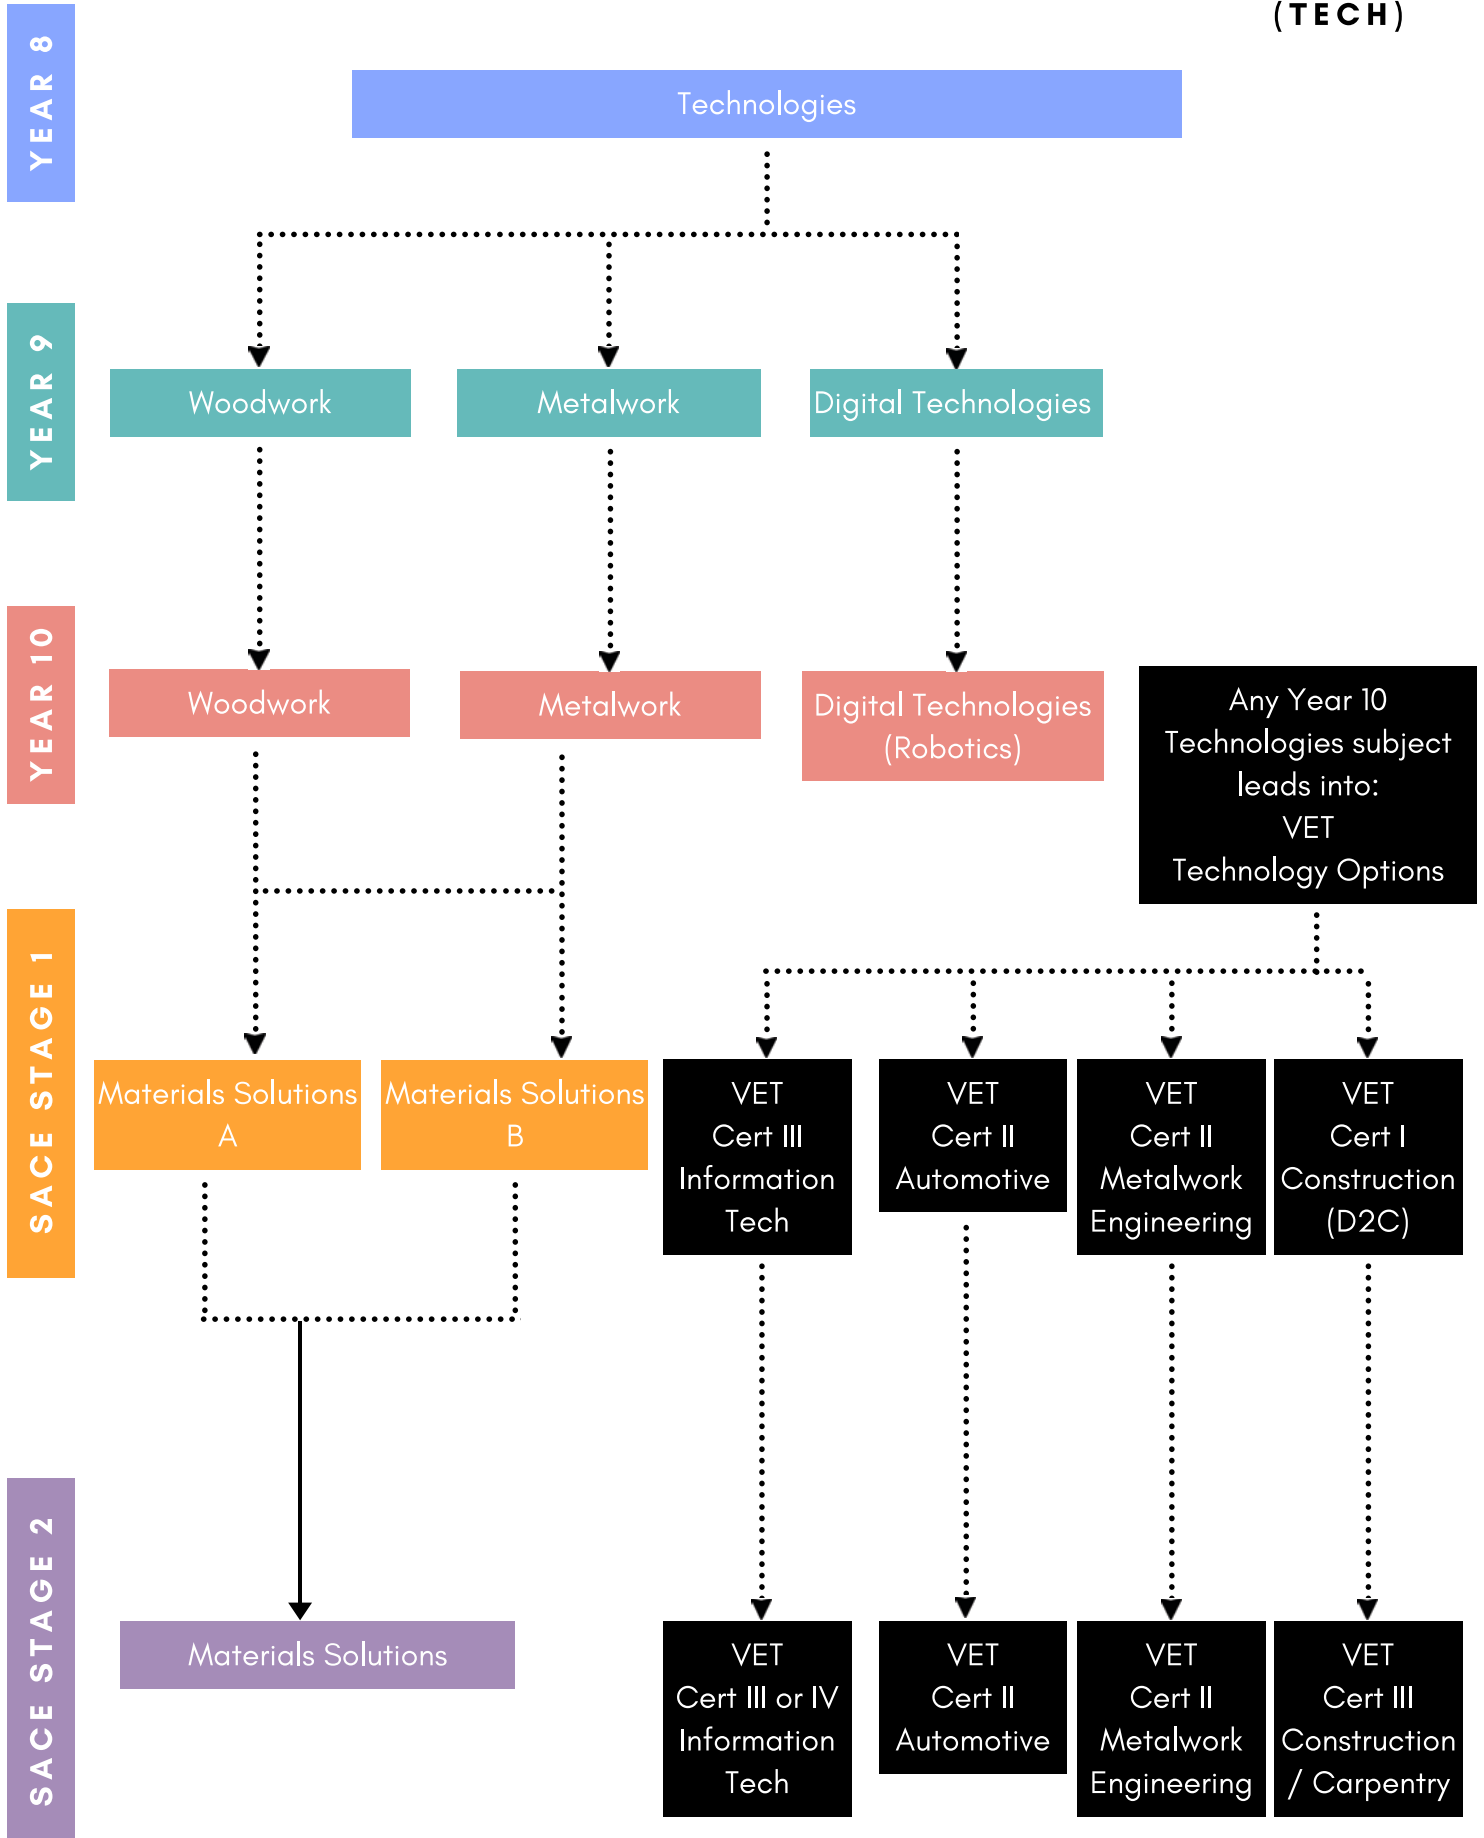 (TECH)
YEAR 8
Technologies
YEAR 9
Woodwork
Metalwork
Digital Technologies
YEAR 10
Woodwork
Metalwork
Digital Technologies
(Robotics)
Any Year 10
Technologies subject
leads into:
VET
Technology Options
SACE STAGE 1
Materials Solutions
A
Materials Solutions
B
VET
Cert III
Information
Tech
VET
Cert II
Automotive
VET
Cert II
Metalwork
Engineering
VET
Cert I
Construction
(D2C)
SACE STAGE 2
Materials Solutions
VET
Cert III or IV
Information
Tech
VET
Cert II
Automotive
VET
Cert II
Metalwork
Engineering
VET
Cert III
Construction
/ Carpentry